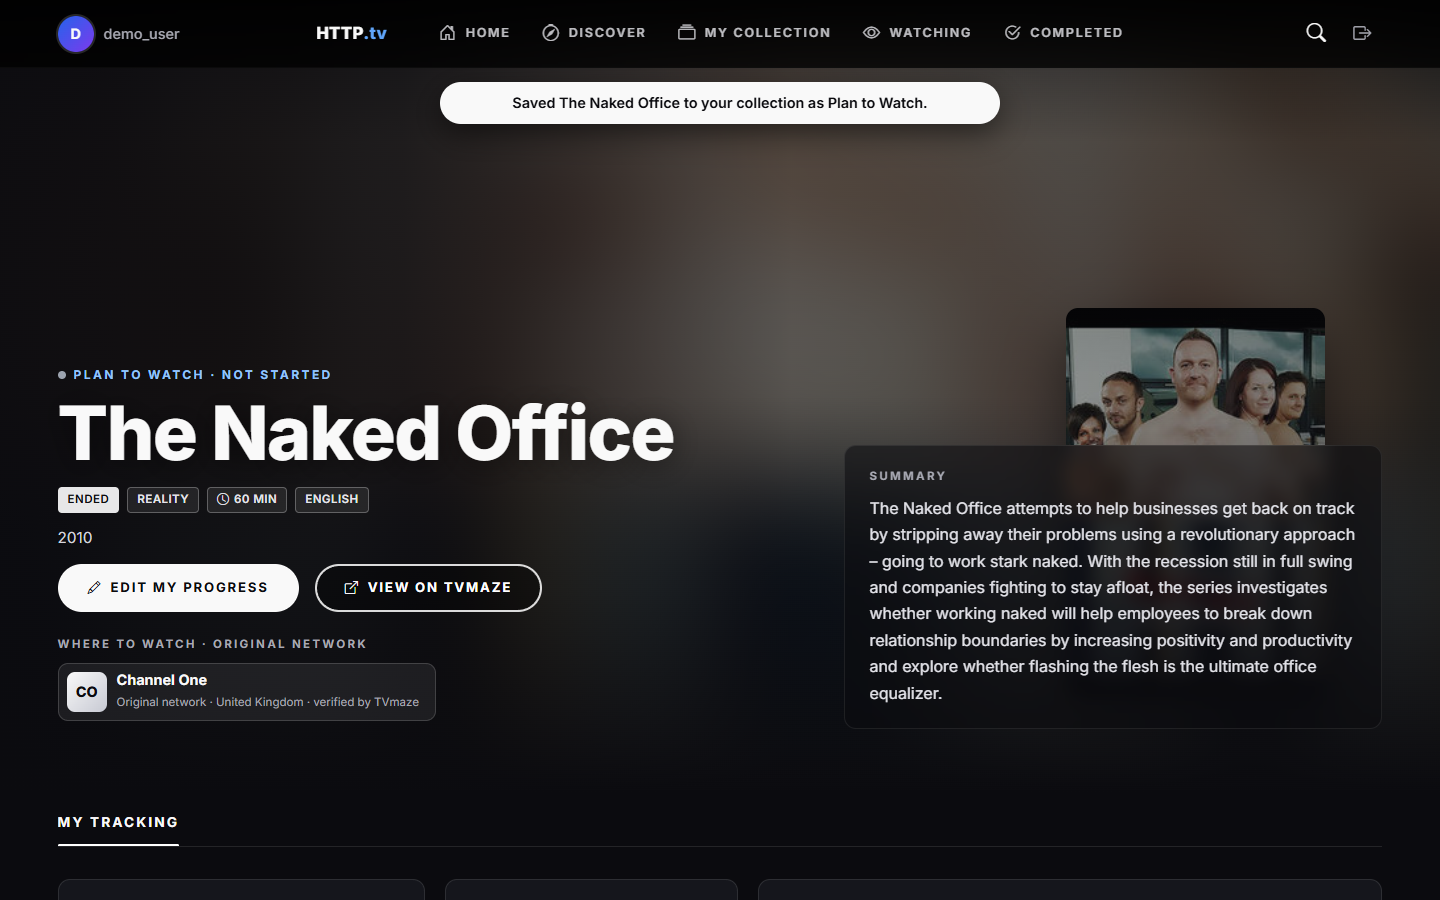 D
demo_user
HTTP.tv
HOME
DISCOVER
MY COLLECTION
WATCHING
COMPLETED
Saved The Naked Office to your collection as Plan to Watch.
PLAN TO WATCH · NOT STARTED
The Naked Office
ENDED
REALITY
60 MIN
ENGLISH
2010
EDIT MY PROGRESS
VIEW ON TVMAZE
WHERE TO WATCH · ORIGINAL NETWORK
CO
Channel One
Original network · United Kingdom · verified by TVmaze
SUMMARY
The Naked Office attempts to help businesses get back on track
by stripping away their problems using a revolutionary approach
– going to work stark naked. With the recession still in full swing
and companies fighting to stay afloat, the series investigates
whether working naked will help employees to break down
relationship boundaries by increasing positivity and productivity
and explore whether flashing the flesh is the ultimate office
equalizer.
MY TRACKING